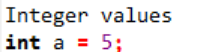 Integer values
int a = 5;